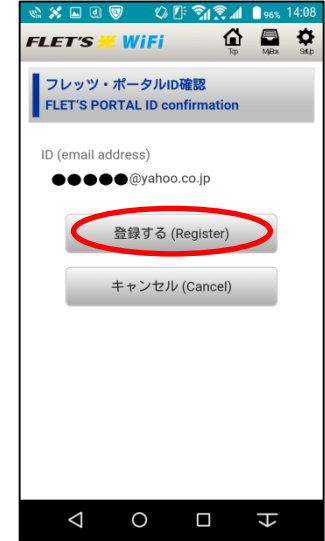 96% 14:08
FLET'S 光 WiFi
Top MyBox SetUp
フレッツ・ポータルID確認
FLET'S PORTAL ID confirmation
ID (email address)
●●●●●@yahoo.co.jp
登録する (Register)
キャンセル (Cancel)